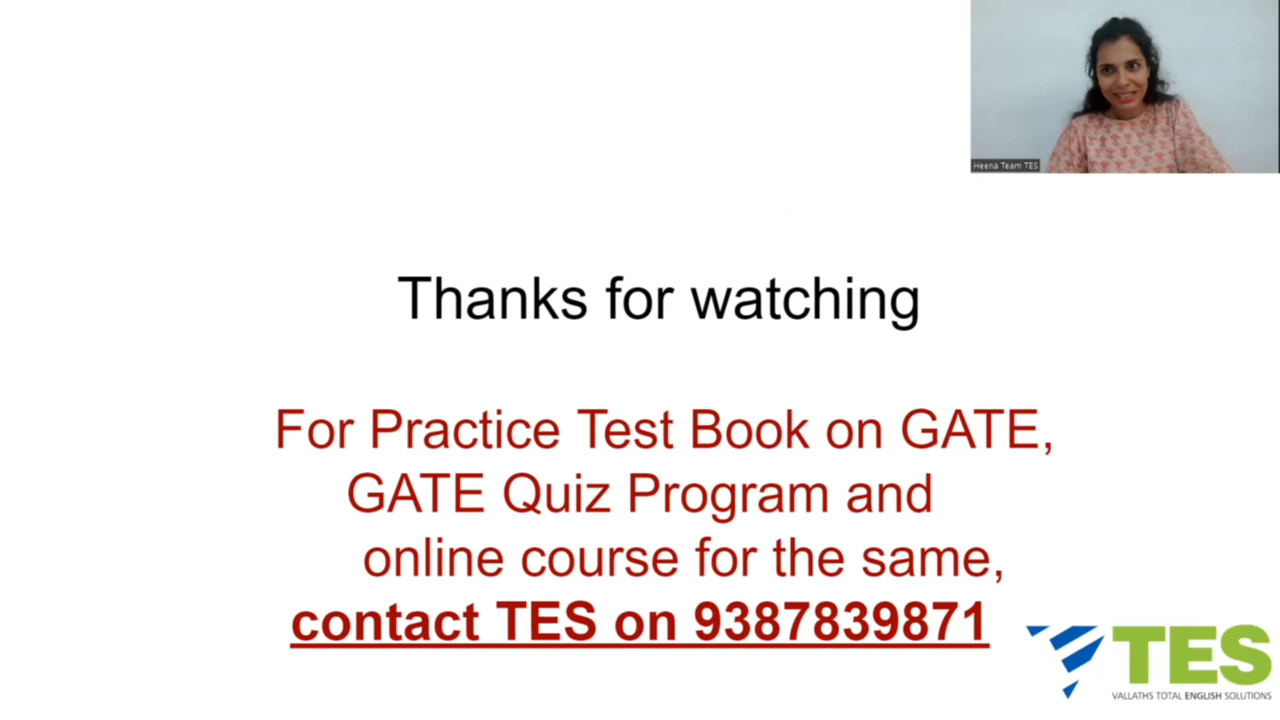 Heena Team TES
Thanks for watching
For Practice Test Book on GATE,
GATE Quiz Program and
online course for the same,
contact TES on 9387839871
TES
VALLATHS TOTAL ENGLISH SOLUTIONS